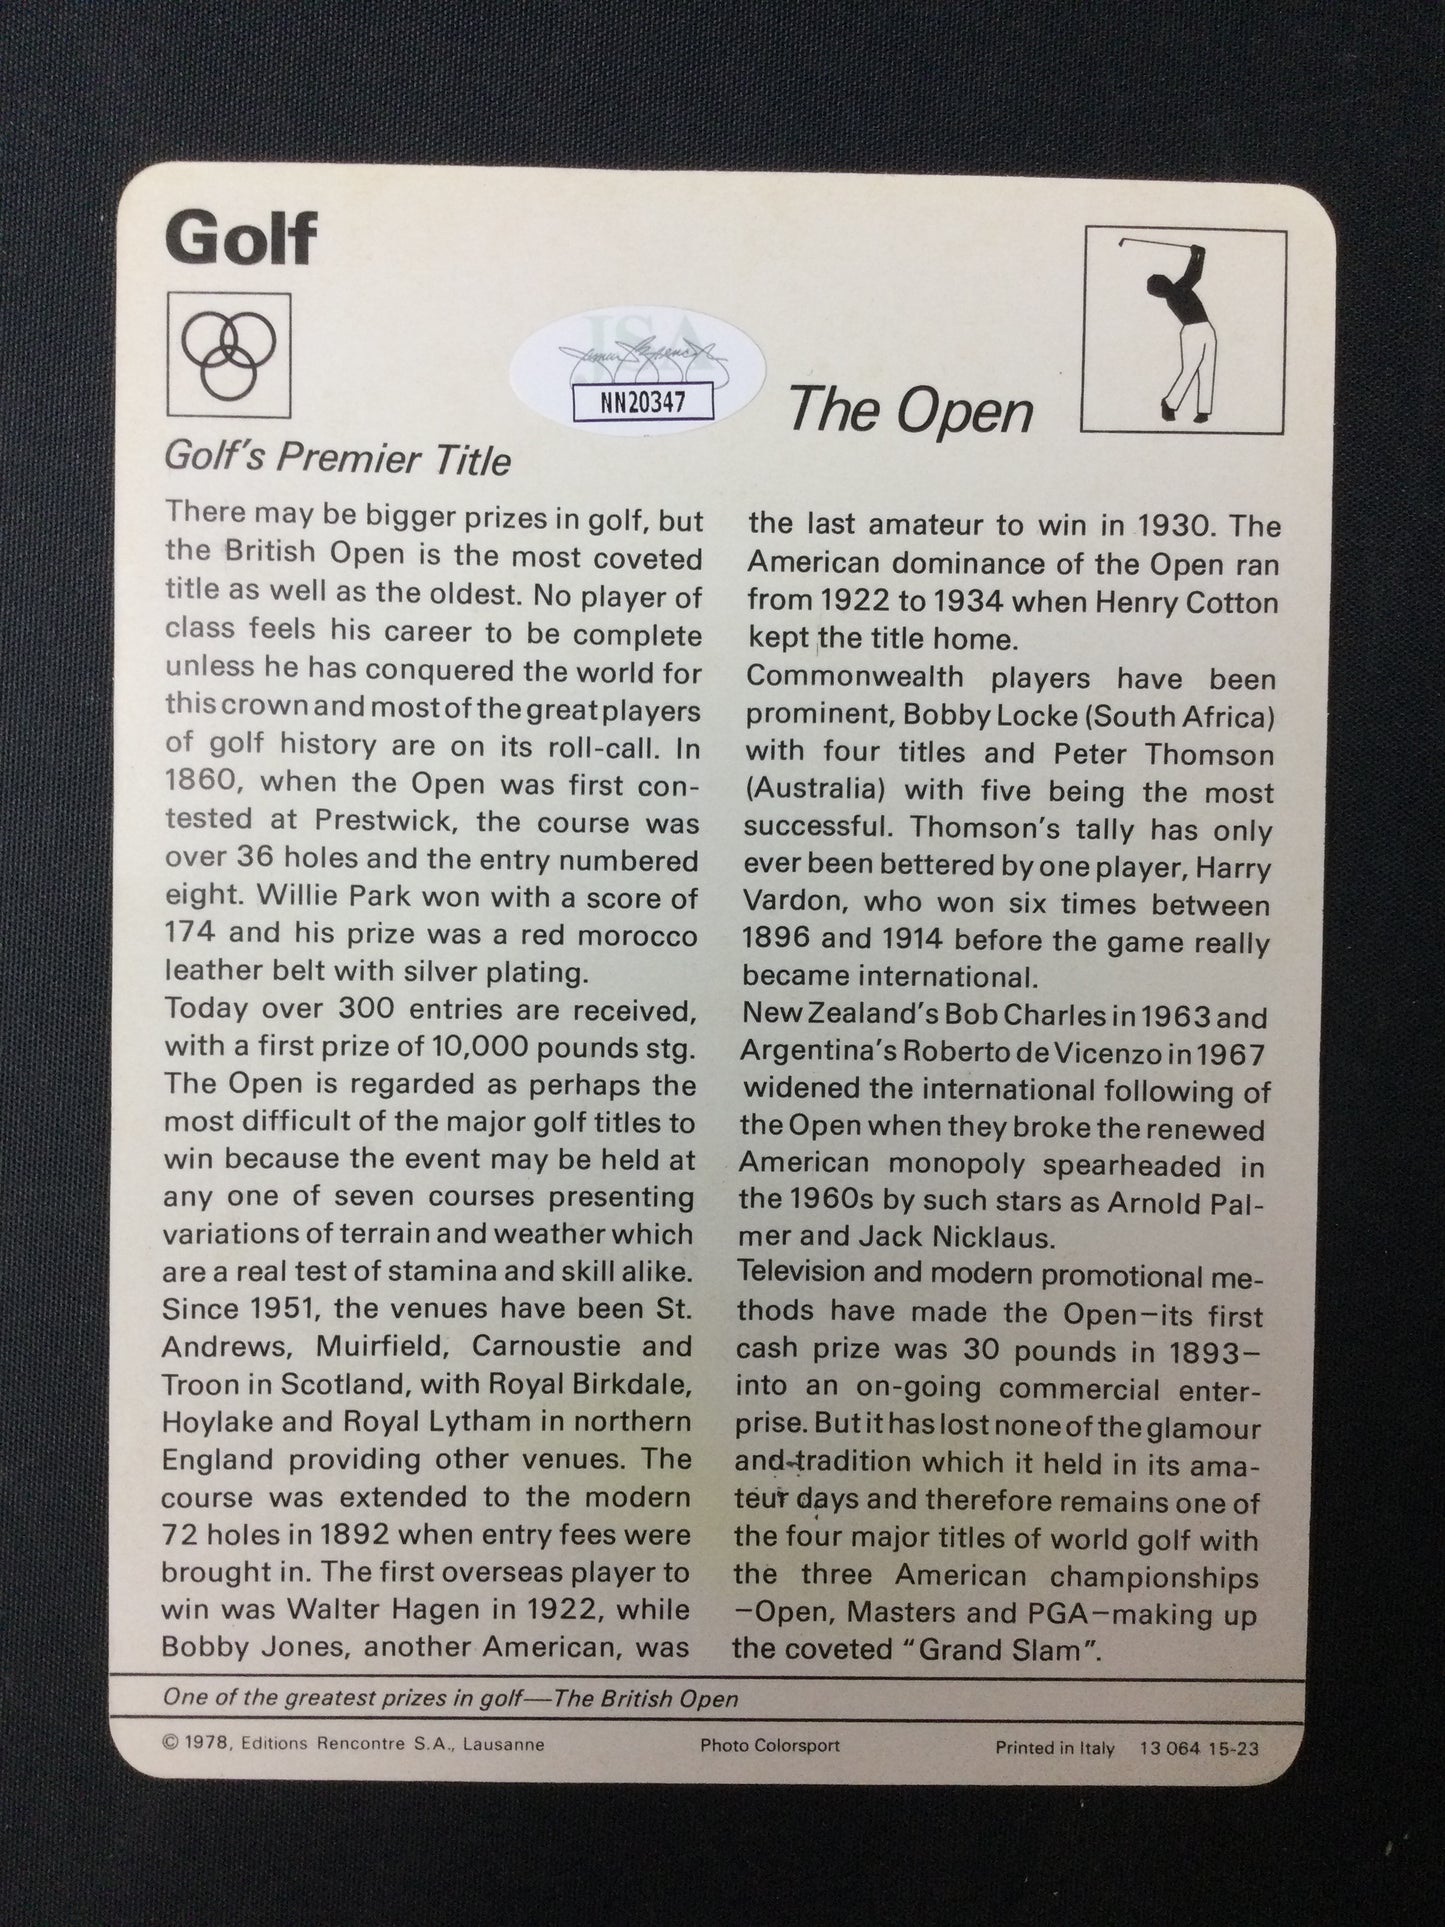 Golf
JSA
NN20347
The Open
Golf's Premier Title
There may be bigger prizes in golf, but
the British Open is the most coveted
title as well as the oldest. No player of
class feels his career to be complete
unless he has conquered the world for
this crown and most of the great players
of golf history are on its roll-call. In
1860, when the Open was first con-
tested at Prestwick, the course was
over 36 holes and the entry numbered
eight. Willie Park won with a score of
174 and his prize was a red morocco
leather belt with silver plating.
Today over 300 entries are received,
with a first prize of 10,000 pounds stg.
The Open is regarded as perhaps the
most difficult of the major golf titles to
win because the event may be held at
any one of seven courses presenting
variations of terrain and weather which
are a real test of stamina and skill alike.
Since 1951, the venues have been St.
Andrews, Muirfield, Carnoustie and
Troon in Scotland, with Royal Birkdale,
Hoylake and Royal Lytham in northern
England providing other venues. The
course was extended to the modern
72 holes in 1892 when entry fees were
brought in. The first overseas player to
win was Walter Hagen in 1922, while
Bobby Jones, another American, was
the last amateur to win in 1930. The
American dominance of the Open ran
from 1922 to 1934 when Henry Cotton
kept the title home.
Commonwealth players have been
prominent, Bobby Locke (South Africa)
with four titles and Peter Thomson
(Australia) with five being the most
successful. Thomson's tally has only
ever been bettered by one player, Harry
Vardon, who won six times between
1896 and 1914 before the game really
became international.
New Zealand's Bob Charles in 1963 and
Argentina's Roberto de Vicenzo in 1967
widened the international following of
the Open when they broke the renewed
American monopoly spearheaded in
the 1960s by such stars as Arnold Pal-
mer and Jack Nicklaus.
Television and modern promotional me-
thods have made the Open—its first
cash prize was 30 pounds in 1893—
into an on-going commercial enter-
prise. But it has lost none of the glamour
and tradition which it held in its ama-
teur days and therefore remains one of
the four major titles of world golf with
the three American championships
—Open, Masters and PGA—making up
the coveted "Grand Slam".
One of the greatest prizes in golf—The British Open
© 1978, Editions Rencontre S.A., Lausanne
Photo Colorsport
Printed in Italy 13 064 15-23